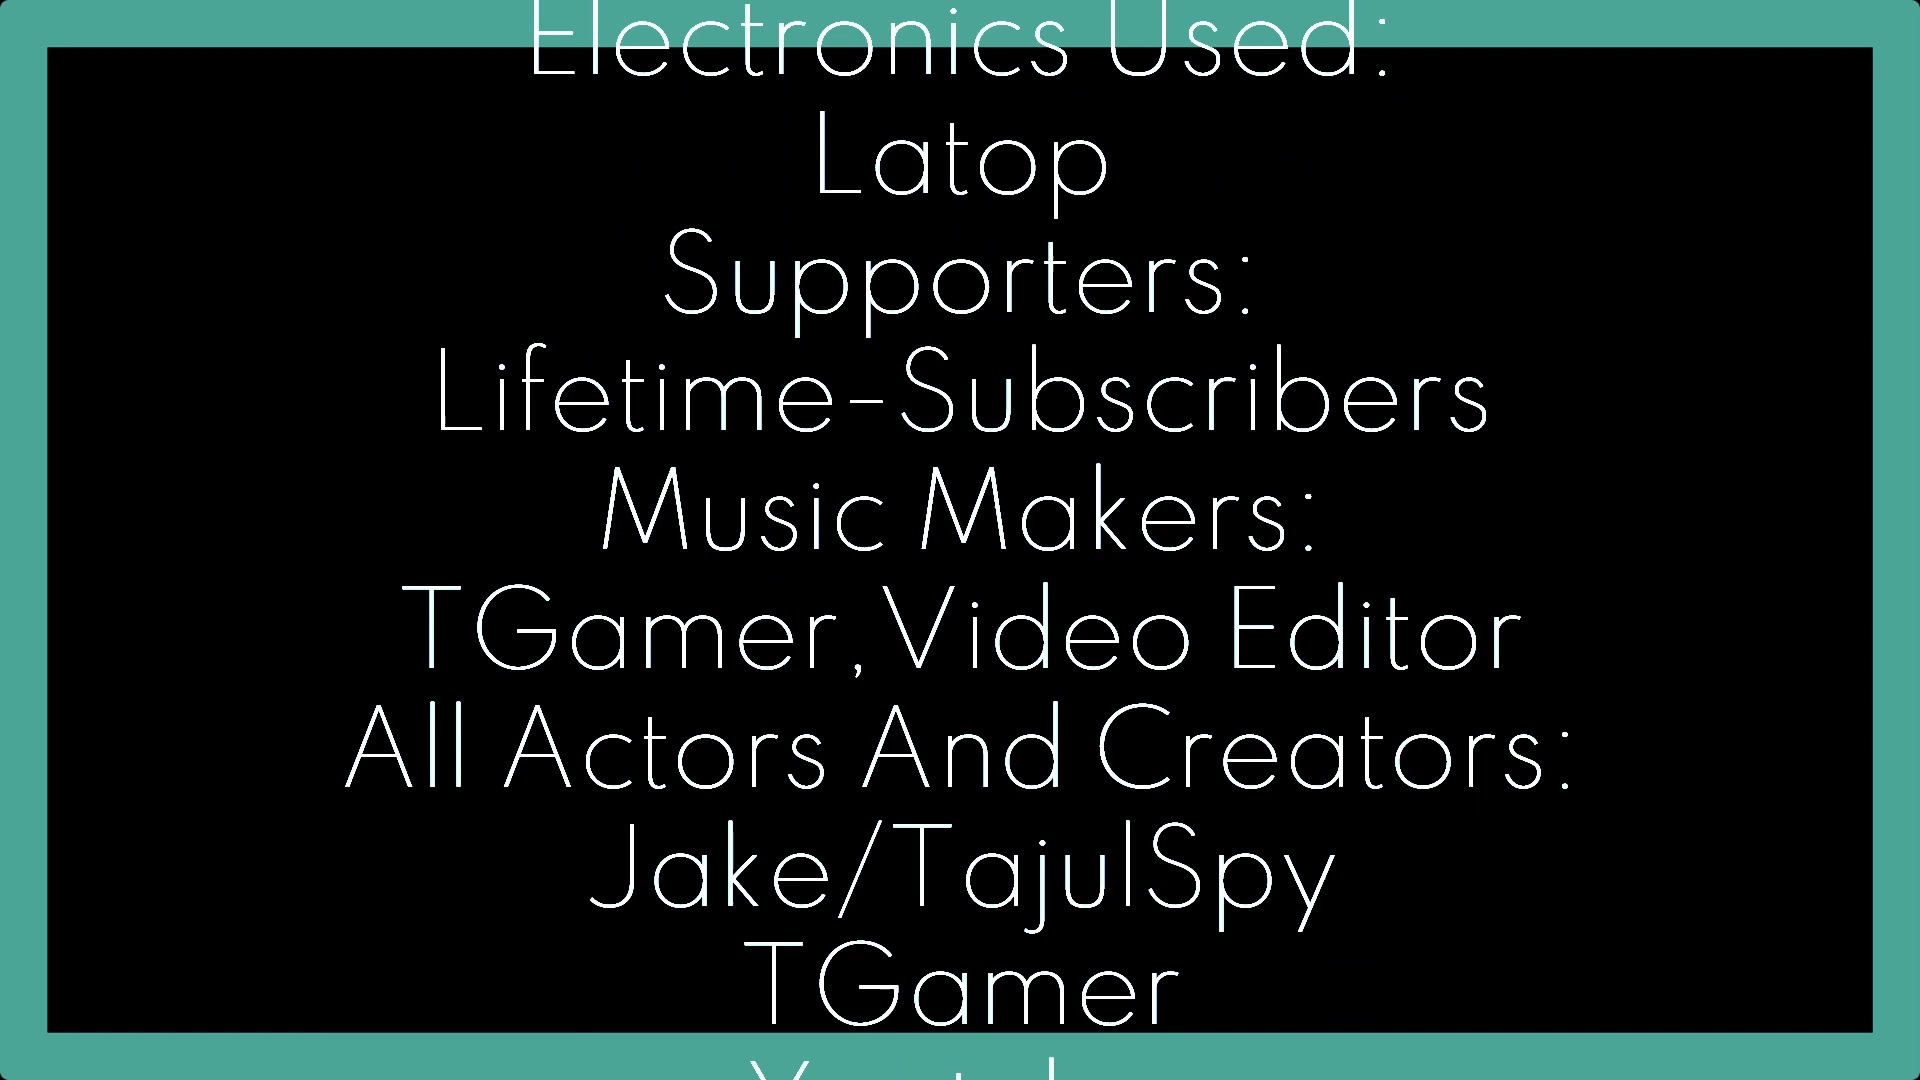 Electronics Used:
Latop
Supporters:
Lifetime-Subscribers
Music Makers:
TGamer,Video Editor
All Actors And Creators:
Jake/TajulSpy
TGamer